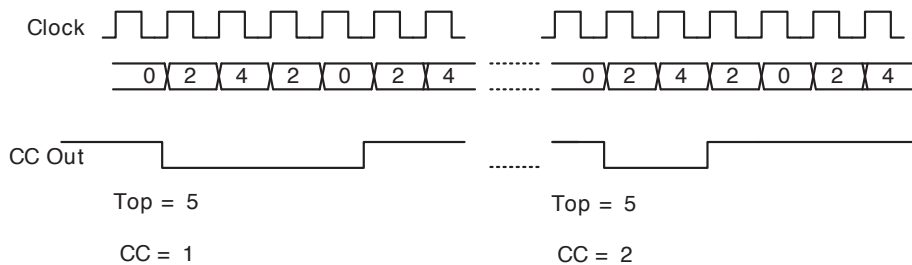 Clock
0 2 4 2 0 2 4 0 2 4 2 0 2 4
CC Out
Top = 5 Top = 5
CC = 1 CC = 2